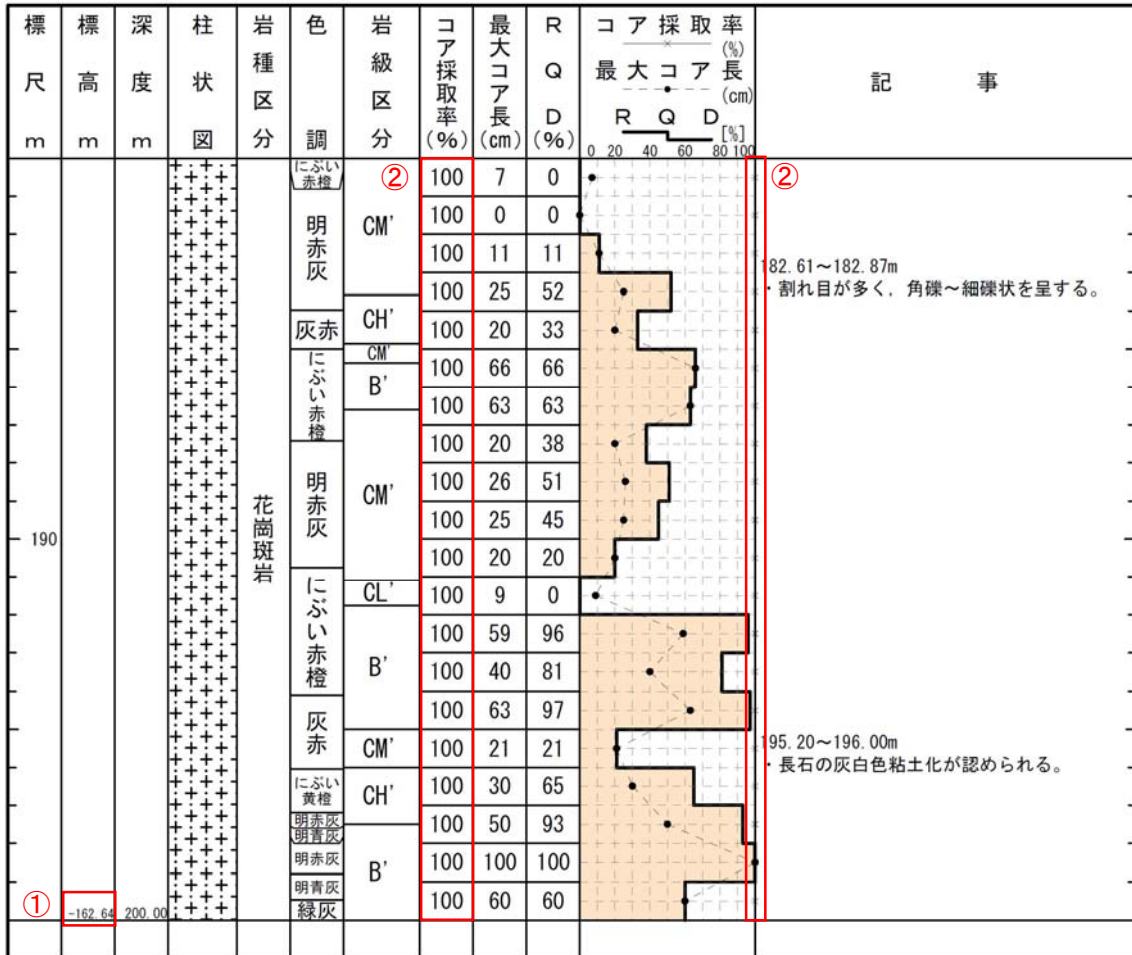 標尺 m
標高 m
深度 m
柱状図
岩種区分
色調
岩級区分
コア採取率(%)
最大コア長(cm)
RQD(%)
コア採取率(%)
最大コア長(cm)
RQD[%]
0 20 40 60 80 100
記事
②
②
190
花崗斑岩
にぶい赤橙
明赤灰
灰赤
にぶい赤橙
明赤灰
にぶい赤橙
灰赤
にぶい黄橙
明赤灰
明青灰
明赤灰
明青灰
緑灰
CM'
CH'
CM'
B'
CM'
CL'
B'
CM'
CH'
B'
100 7 0
100 0 0
100 11 11
100 25 52
100 20 33
100 66 66
100 63 63
100 20 38
100 26 51
100 25 45
100 20 20
100 9 0
100 59 96
100 40 81
100 63 97
100 21 21
100 30 65
100 50 93
100 100 100
100 60 60
182.61～182.87m
・割れ目が多く，角礫～細礫状を呈する。
195.20～196.00m
・長石の灰白色粘土化が認められる。
①
-162.64 200.00